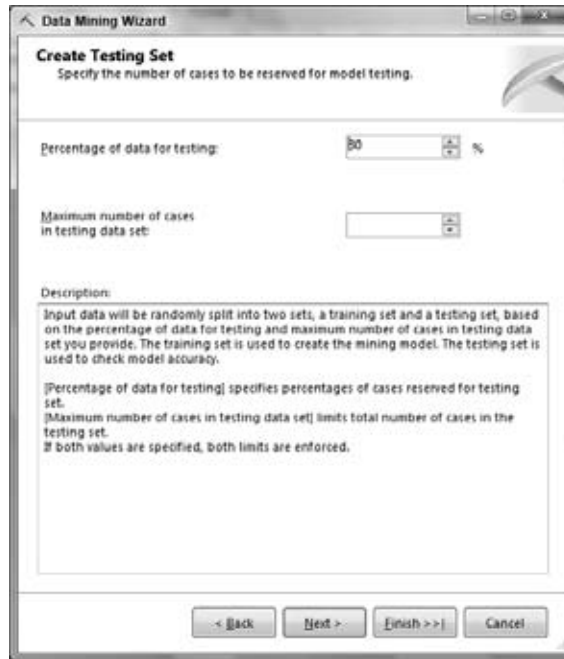 Data Mining Wizard
Create Testing Set
Specify the number of cases to be reserved for model testing.
Percentage of data for testing:
30
%
Maximum number of cases
in testing data set:
Description:
Input data will be randomly split into two sets, a training set and a testing set, based
on the percentage of data for testing and maximum number of cases in testing data
set you provide. The training set is used to create the mining model. The testing set is
used to check model accuracy.
[Percentage of data for testing] specifies percentages of cases reserved for testing
set.
[Maximum number of cases in testing data set] limits total number of cases in the
testing set.
If both values are specified, both limits are enforced.
< Back
Next >
Finish >>|
Cancel